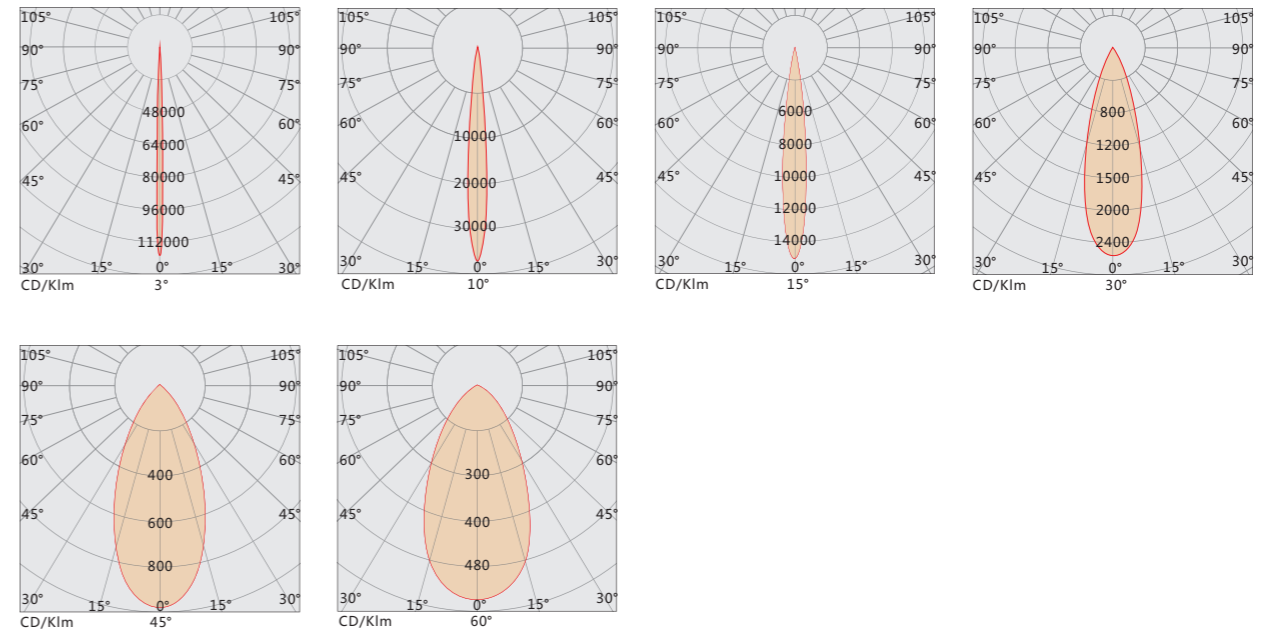 105° 105°
90° 90°
75° 75°
48000
60° 60°
64000
45° 80000 45°
96000
112000
30° 15° 0° 15° 30°
CD/Klm 3°
105° 105°
90° 90°
75° 75°
60° 60°
10000
45° 45°
20000
30000
30° 15° 0° 15° 30°
CD/Klm 10°
105° 105°
90° 90°
75° 75°
6000
60° 60°
8000
45° 10000 45°
12000
14000
30° 15° 0° 15° 30°
CD/Klm 15°
105° 105°
90° 90°
75° 75°
800
60° 60°
1200
45° 1500 45°
2000
2400
30° 15° 0° 15° 30°
CD/Klm 30°
105° 105°
90° 90°
75° 75°
60° 60°
400
45° 45°
600
800
30° 15° 0° 15° 30°
CD/Klm 45°
105° 105°
90° 90°
75° 75°
60° 60°
300
45° 400 45°
480
30° 15° 0° 15° 30°
CD/Klm 60°